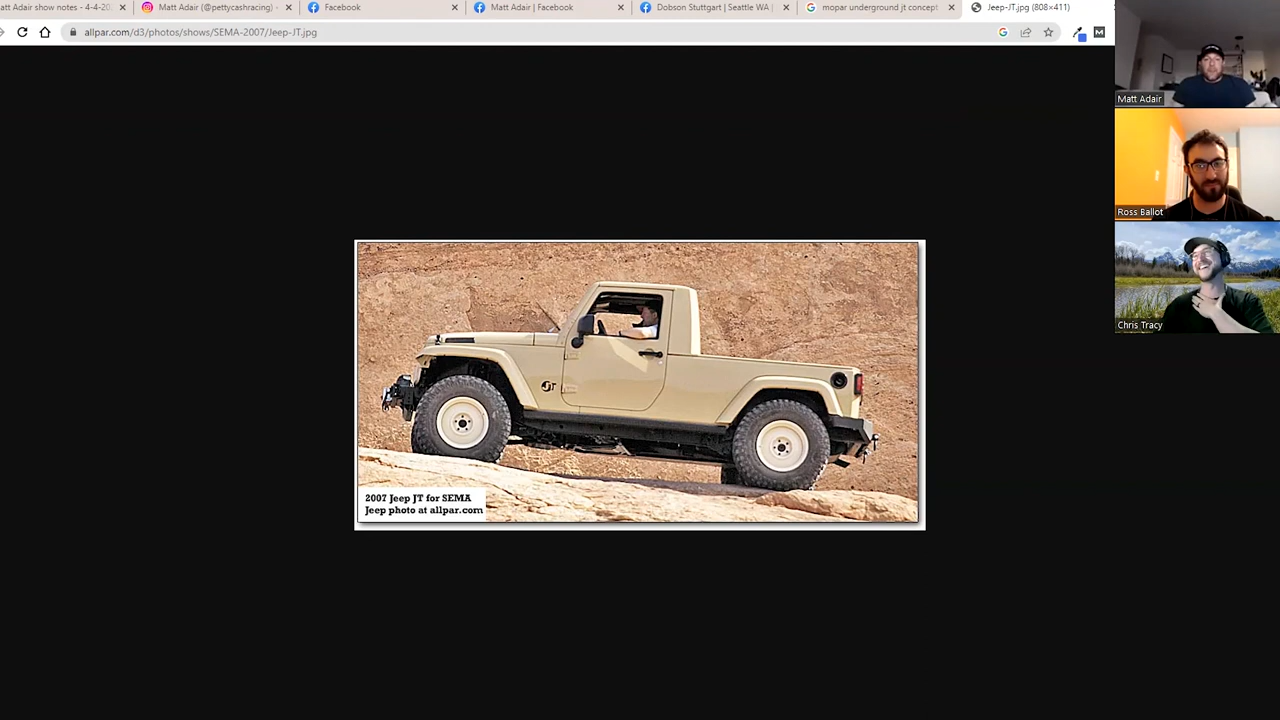 att Adair show notes - 4-4-20
Matt Adair (@pettycashracing) -
Facebook
Matt Adair | Facebook
Dobson Stuttgart | Seattle WA |
mopar underground jt concept
Jeep-JT.jpg (808×411)
allpar.com/d3/photos/shows/SEMA-2007/Jeep-JT.jpg
Matt Adair
Ross Ballot
Chris Tracy
JT
2007 Jeep JT for SEMA
Jeep photo at allpar.com